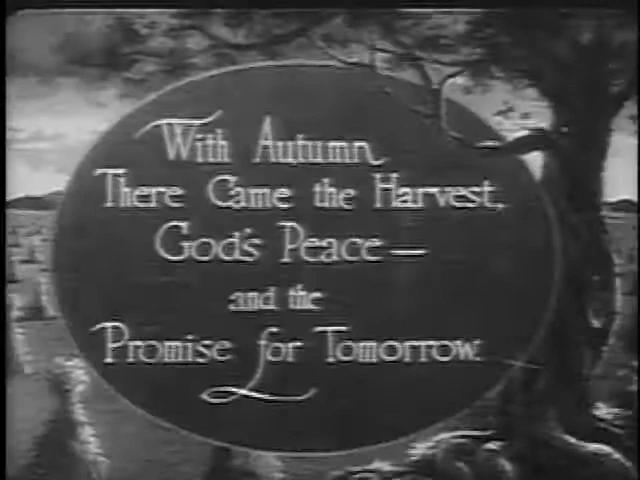 With Autumn
There Came the Harvest,
God's Peace—
and the
Promise for Tomorrow.